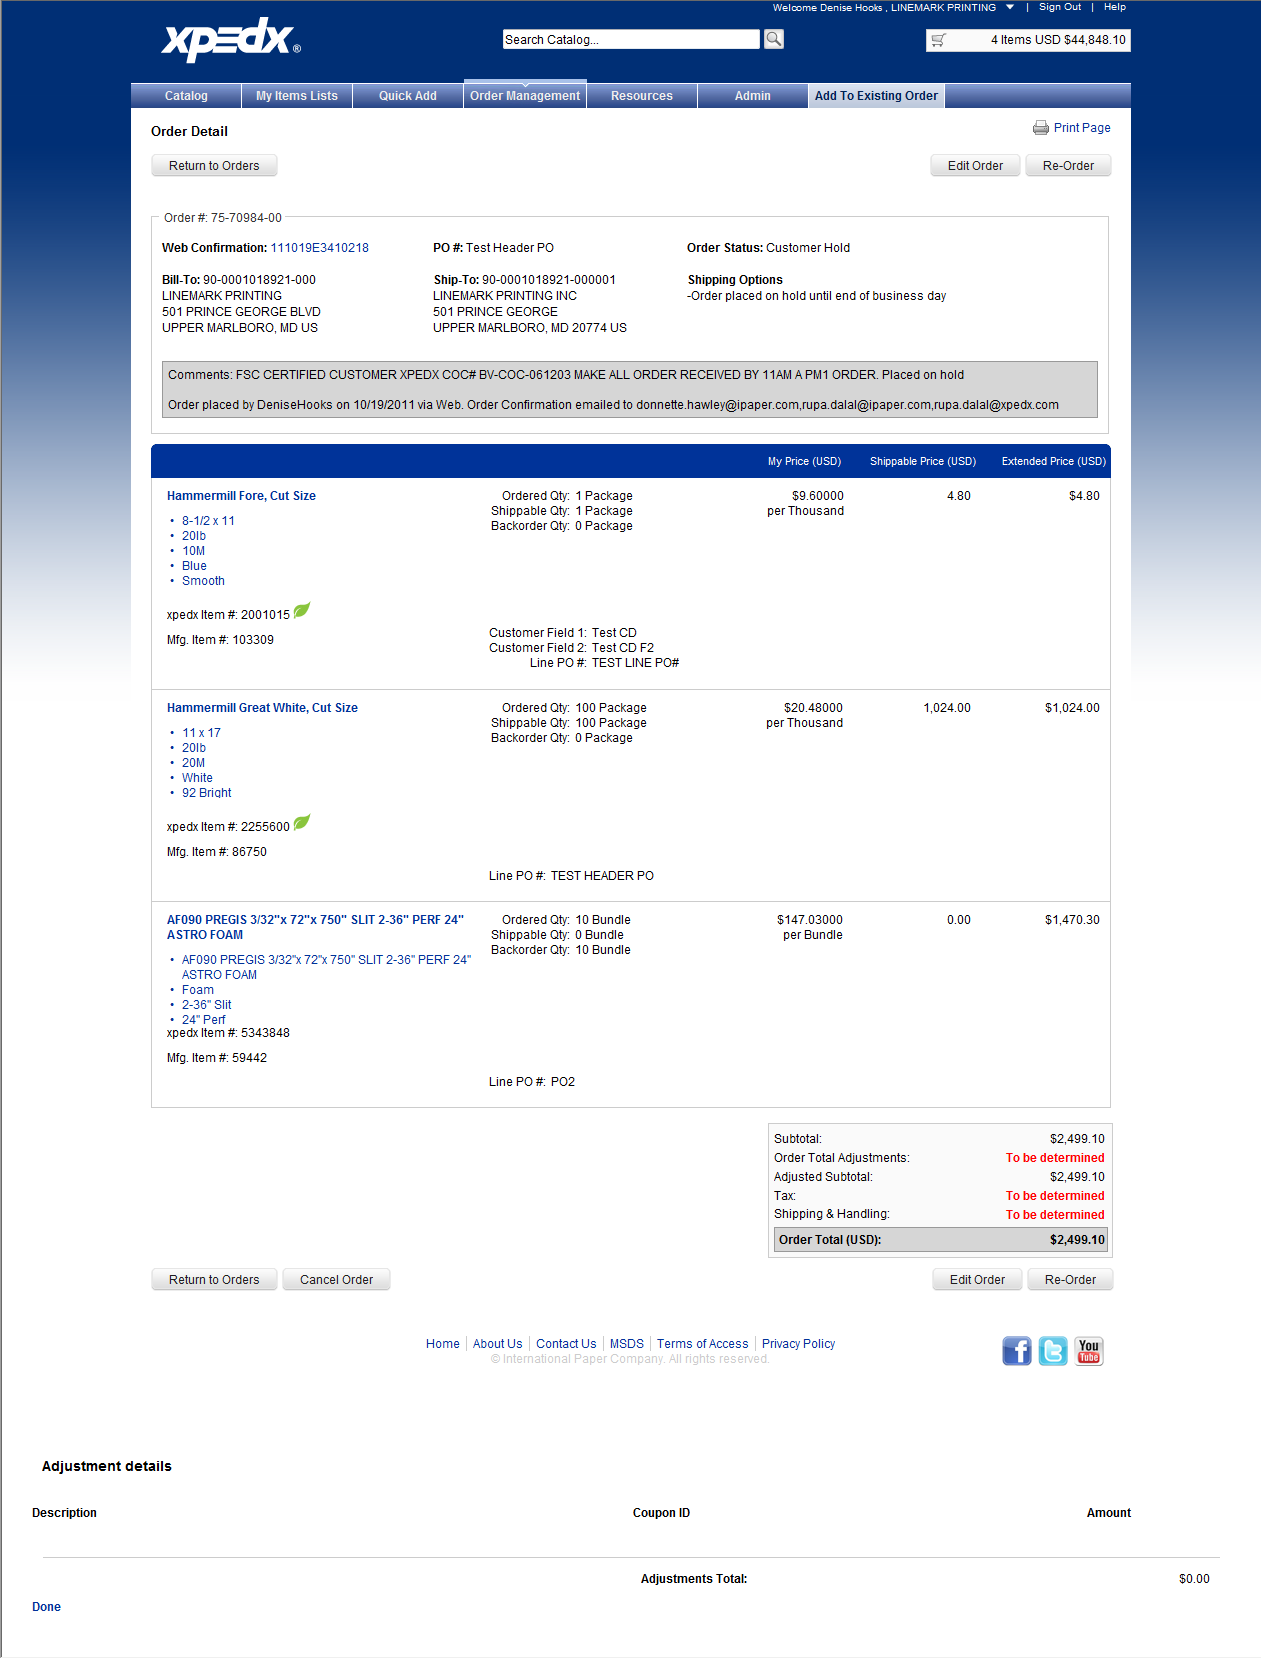 Welcome Denise Hooks , LINEMARK PRINTING | Sign Out | Help
xpedx®
Search Catalog...
4 Items USD $44,848.10
Catalog My Items Lists Quick Add Order Management Resources Admin Add To Existing Order
Order Detail
Print Page
Return to Orders
Edit Order Re-Order
Order #: 75-70984-00
Web Confirmation: 111019E3410218 PO #: Test Header PO Order Status: Customer Hold
Bill-To: 90-0001018921-000
LINEMARK PRINTING
501 PRINCE GEORGE BLVD
UPPER MARLBORO, MD US
Ship-To: 90-0001018921-000001
LINEMARK PRINTING INC
501 PRINCE GEORGE
UPPER MARLBORO, MD 20774 US
Shipping Options
-Order placed on hold until end of business day
Comments: FSC CERTIFIED CUSTOMER XPEDX COC# BV-COC-061203 MAKE ALL ORDER RECEIVED BY 11AM A PM1 ORDER. Placed on hold
Order placed by DeniseHooks on 10/19/2011 via Web. Order Confirmation emailed to donnette.hawley@ipaper.com,rupa.dalal@ipaper.com,rupa.dalal@xpedx.com
My Price (USD) Shippable Price (USD) Extended Price (USD)
Hammermill Fore, Cut Size
• 8-1/2 x 11
• 20lb
• 10M
• Blue
• Smooth
xpedx Item #: 2001015
Mfg. Item #: 103309
Ordered Qty: 1 Package
Shippable Qty: 1 Package
Backorder Qty: 0 Package
$9.60000
per Thousand
4.80
$4.80
Customer Field 1: Test CD
Customer Field 2: Test CD F2
Line PO #: TEST LINE PO#
Hammermill Great White, Cut Size
• 11 x 17
• 20lb
• 20M
• White
• 92 Bright
xpedx Item #: 2255600
Mfg. Item #: 86750
Ordered Qty: 100 Package
Shippable Qty: 100 Package
Backorder Qty: 0 Package
$20.48000
per Thousand
1,024.00
$1,024.00
Line PO #: TEST HEADER PO
AF090 PREGIS 3/32"x 72"x 750" SLIT 2-36" PERF 24"
ASTRO FOAM
• AF090 PREGIS 3/32"x 72"x 750" SLIT 2-36" PERF 24"
ASTRO FOAM
• Foam
• 2-36" Slit
• 24" Perf
xpedx Item #: 5343848
Mfg. Item #: 59442
Ordered Qty: 10 Bundle
Shippable Qty: 0 Bundle
Backorder Qty: 10 Bundle
$147.03000
per Bundle
0.00
$1,470.30
Line PO #: PO2
Subtotal: $2,499.10
Order Total Adjustments: To be determined
Adjusted Subtotal: $2,499.10
Tax: To be determined
Shipping & Handling: To be determined
Order Total (USD): $2,499.10
Return to Orders Cancel Order
Edit Order Re-Order
Home About Us Contact Us MSDS Terms of Access Privacy Policy
© International Paper Company. All rights reserved.
f t You Tube
Adjustment details
Description Coupon ID Amount
Adjustments Total: $0.00
Done